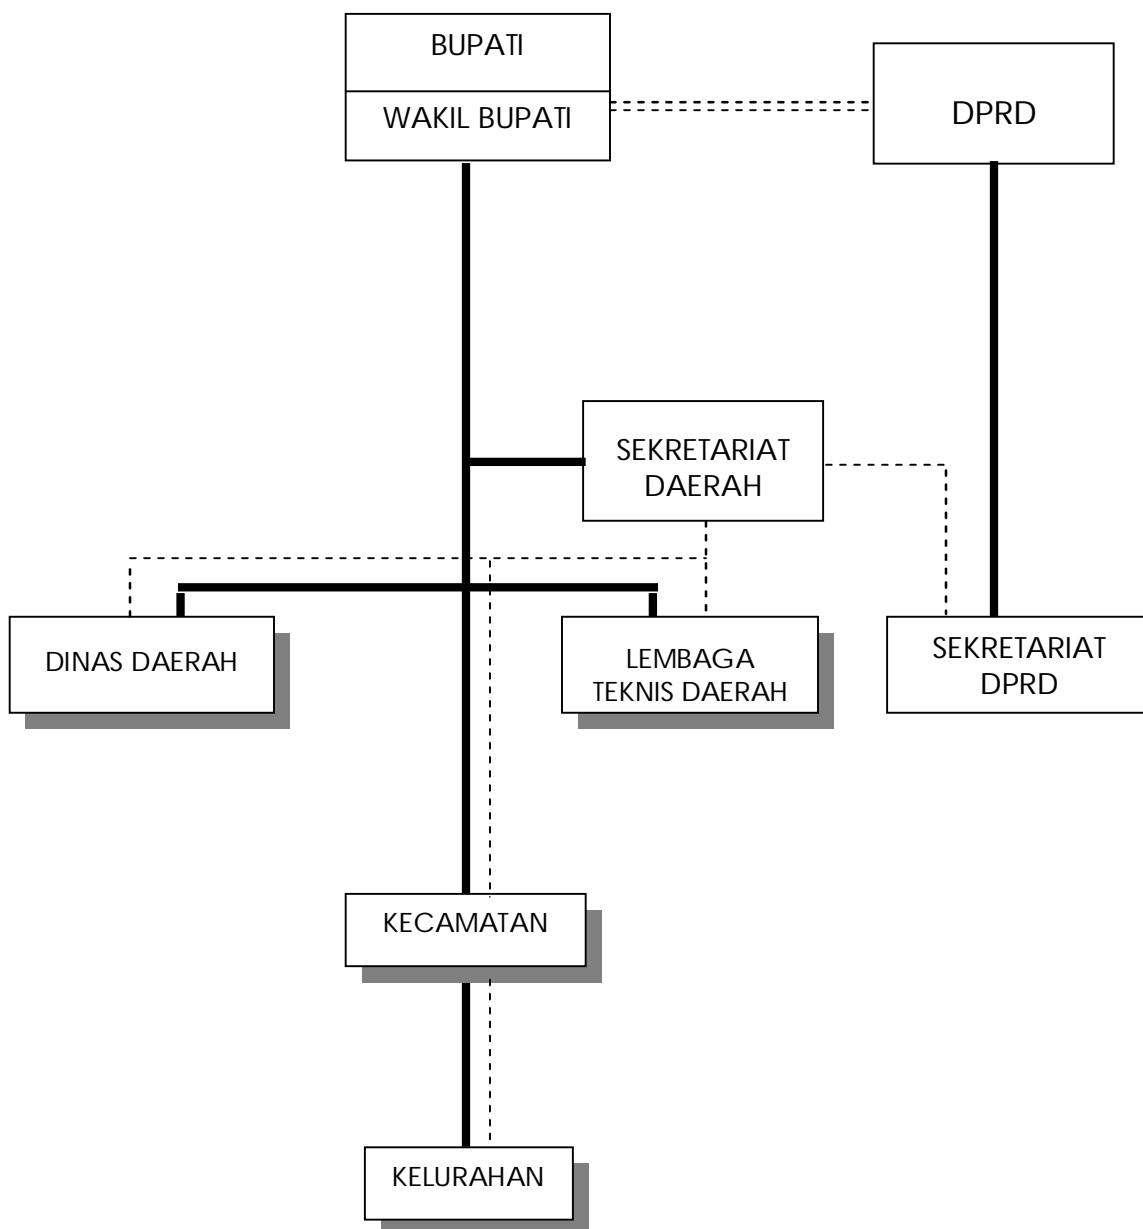 BUPATI
WAKIL BUPATI
DPRD
SEKRETARIAT
DAERAH
DINAS DAERAH
LEMBAGA
TEKNIS DAERAH
SEKRETARIAT
DPRD
KECAMATAN
KELURAHAN